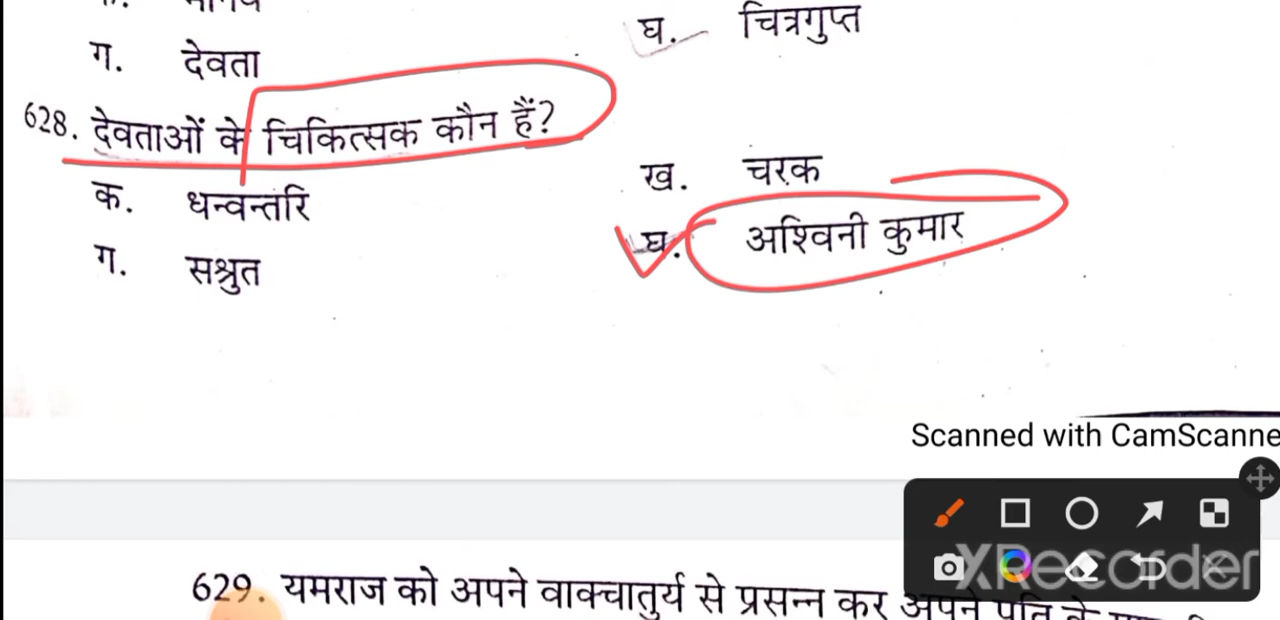 घ. चित्रगुप्त
ग. देवता
628. देवताओं के चिकित्सक कौन हैं?
क. धन्वन्तरि
ख. चरक
ग. सश्रुत
घ. अश्विनी कुमार
Scanned with CamScanne
XRecorder
629. यमराज को अपने वाक्चातुर्य से प्रसन्न कर अपने पति के